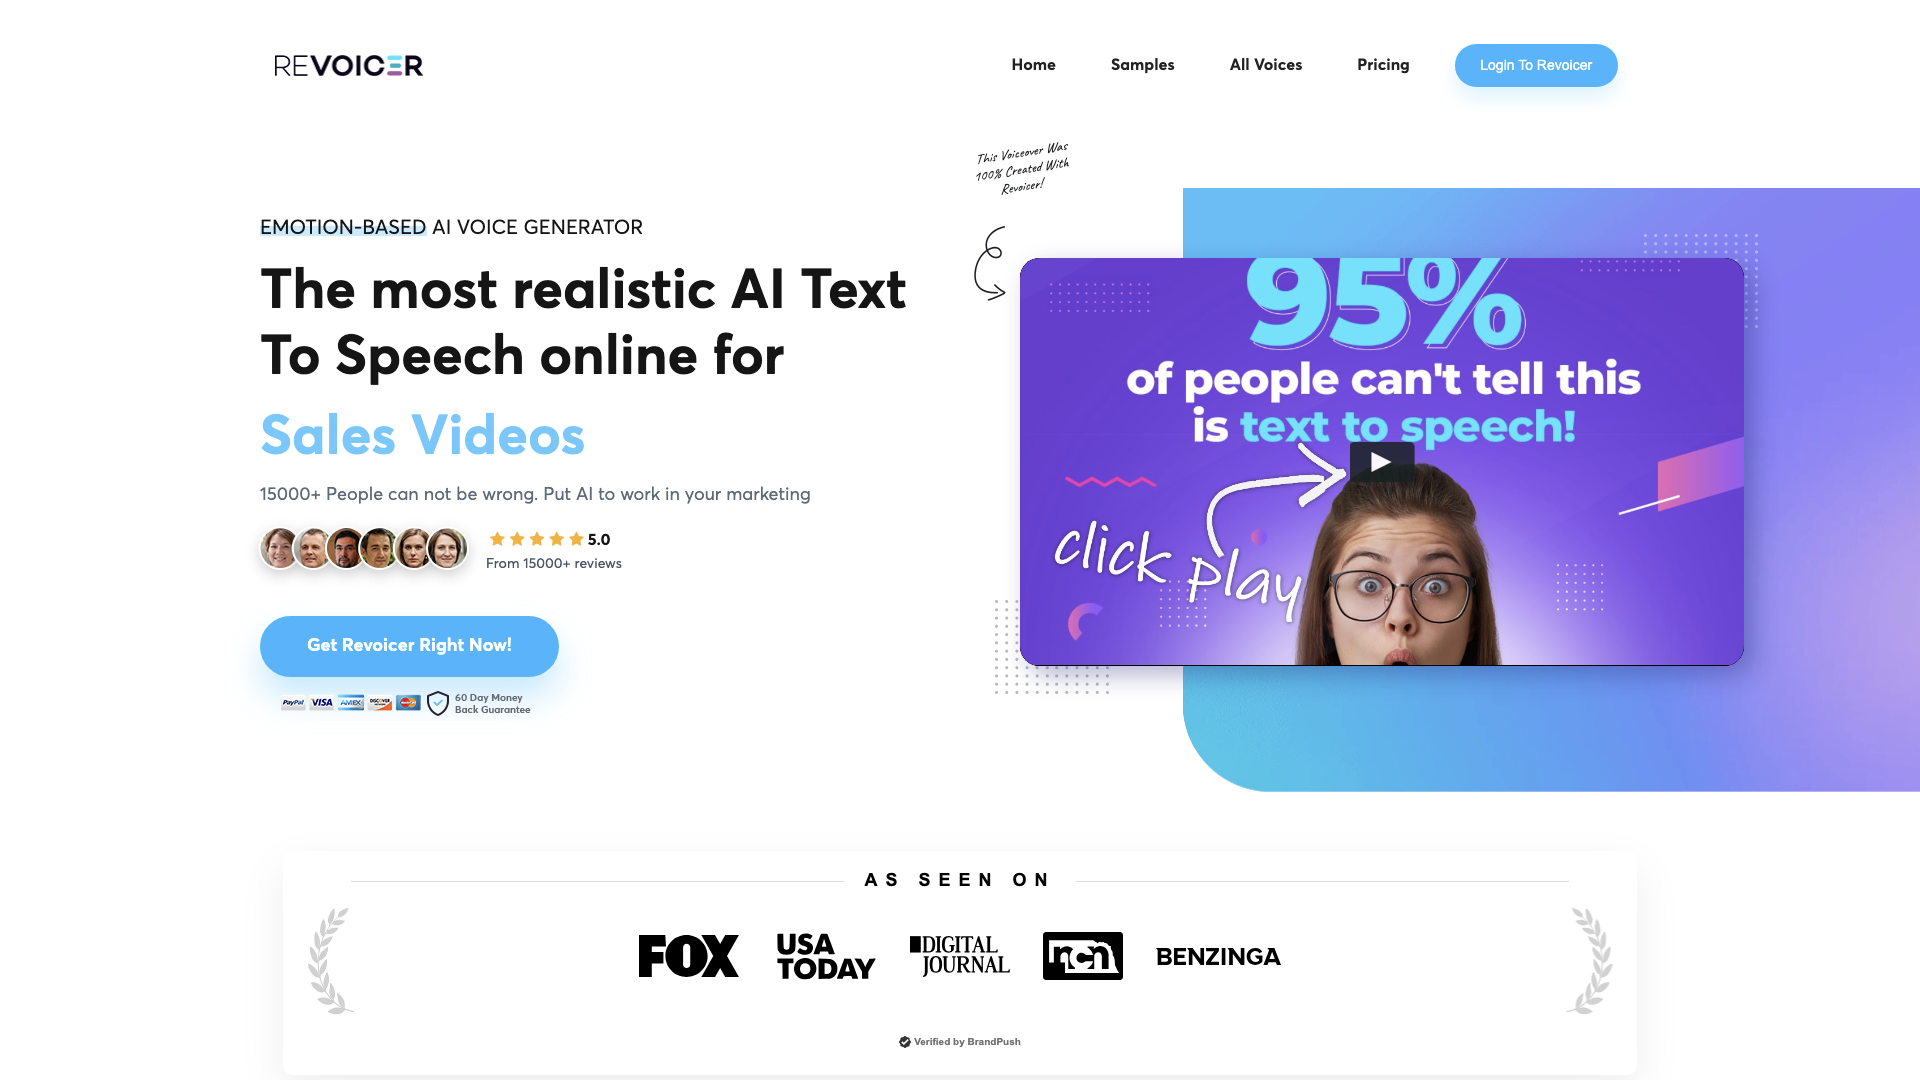 REVOICER
Home
Samples
All Voices
Pricing
Login To Revoicer
This Voiceover Was
100% Created With
Revoicer!
EMOTION-BASED AI VOICE GENERATOR
The most realistic AI Text
To Speech online for
Sales Videos
15000+ People can not be wrong. Put AI to work in your marketing
5.0
From 15000+ reviews
Get Revoicer Right Now!
PayPal
VISA
AMEX
DISCOVER
MasterCard
60 Day Money
Back Guarantee
95%
of people can't tell this
is text to speech!
click play
AS SEEN ON
FOX
USA
TODAY
DIGITAL
JOURNAL
ncn
BENZINGA
Verified by BrandPush